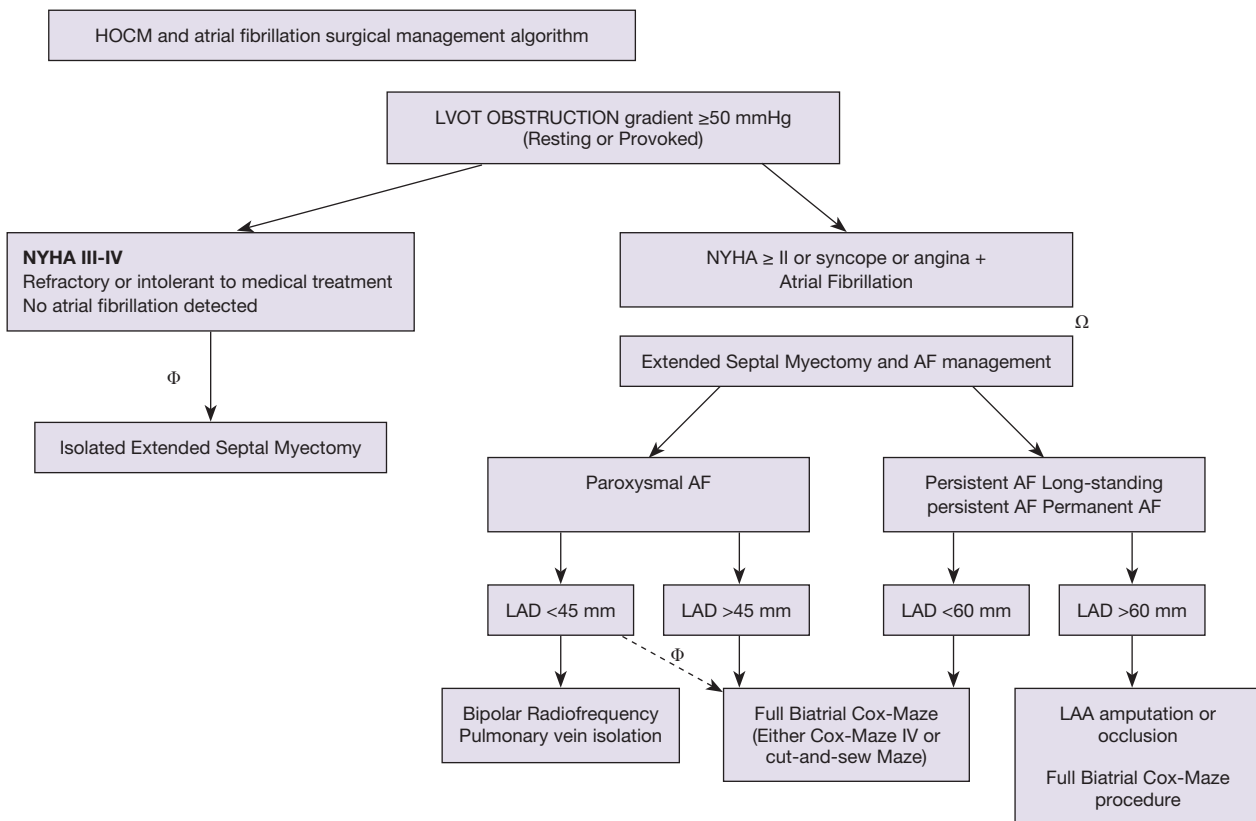 HOCM and atrial fibrillation surgical management algorithm
LVOT OBSTRUCTION gradient ≥50 mmHg
(Resting or Provoked)
NYHA III-IV
Refractory or intolerant to medical treatment
No atrial fibrillation detected
NYHA ≥ II or syncope or angina +
Atrial Fibrillation
Ω
Φ
Extended Septal Myectomy and AF management
Isolated Extended Septal Myectomy
Paroxysmal AF
Persistent AF Long-standing
persistent AF Permanent AF
LAD <45 mm
LAD >45 mm
LAD <60 mm
LAD >60 mm
Φ
Bipolar Radiofrequency
Pulmonary vein isolation
Full Biatrial Cox-Maze
(Either Cox-Maze IV or
cut-and-sew Maze)
LAA amputation or
occlusion
Full Biatrial Cox-Maze
procedure